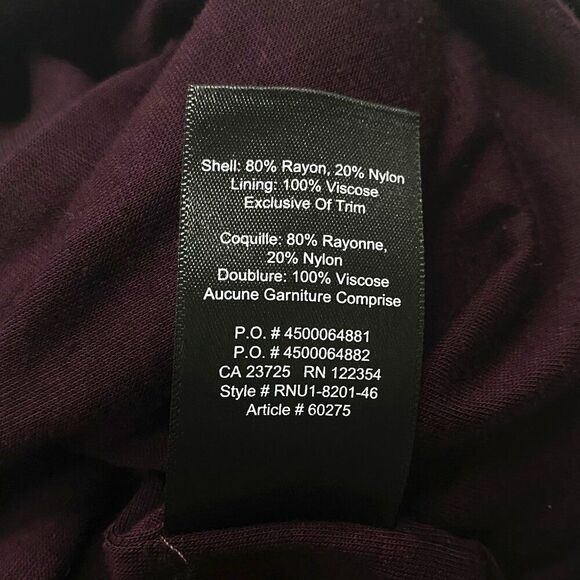 Shell: 80% Rayon, 20% Nylon
Lining: 100% Viscose
Exclusive Of Trim
Coquille: 80% Rayonne,
20% Nylon
Doublure: 100% Viscose
Aucune Garniture Comprise
P.O. # 4500064881
P.O. # 4500064882
CA 23725 RN 122354
Style # RNU1-8201-46
Article # 60275